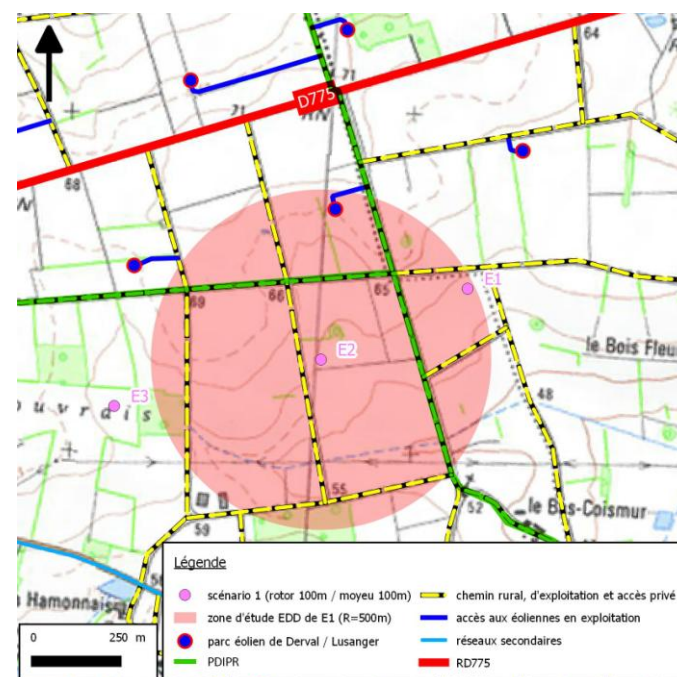 64
71
D775
71
68
E1
69
66
65
le Bois Fleu
E2
E3
48
ouvrais
55
59
52
le Bas-Coismur
Hamonnais
Légende
scénario 1 (rotor 100m / moyeu 100m)
chemin rural, d'exploitation et accès privé
zone d'étude EDD de E1 (R=500m)
accès aux éoliennes en exploitation
parc éolien de Derval / Lusanger
réseaux secondaires
PDIPR
RD775
0 250 m